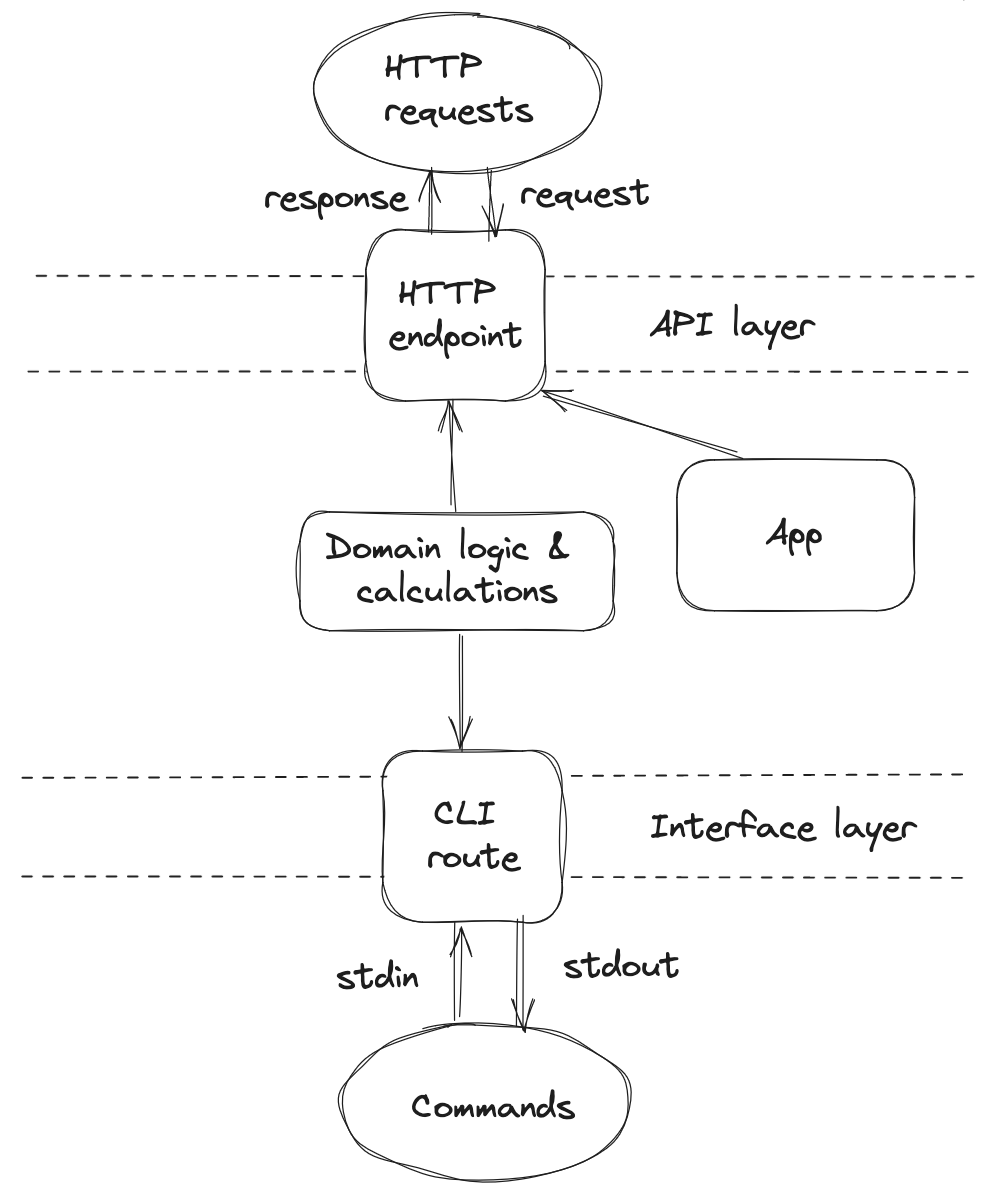 HTTP
requests
response
request
HTTP
endpoint
API layer
Domain logic &
calculations
App
CLI
route
Interface layer
stdin
stdout
Commands